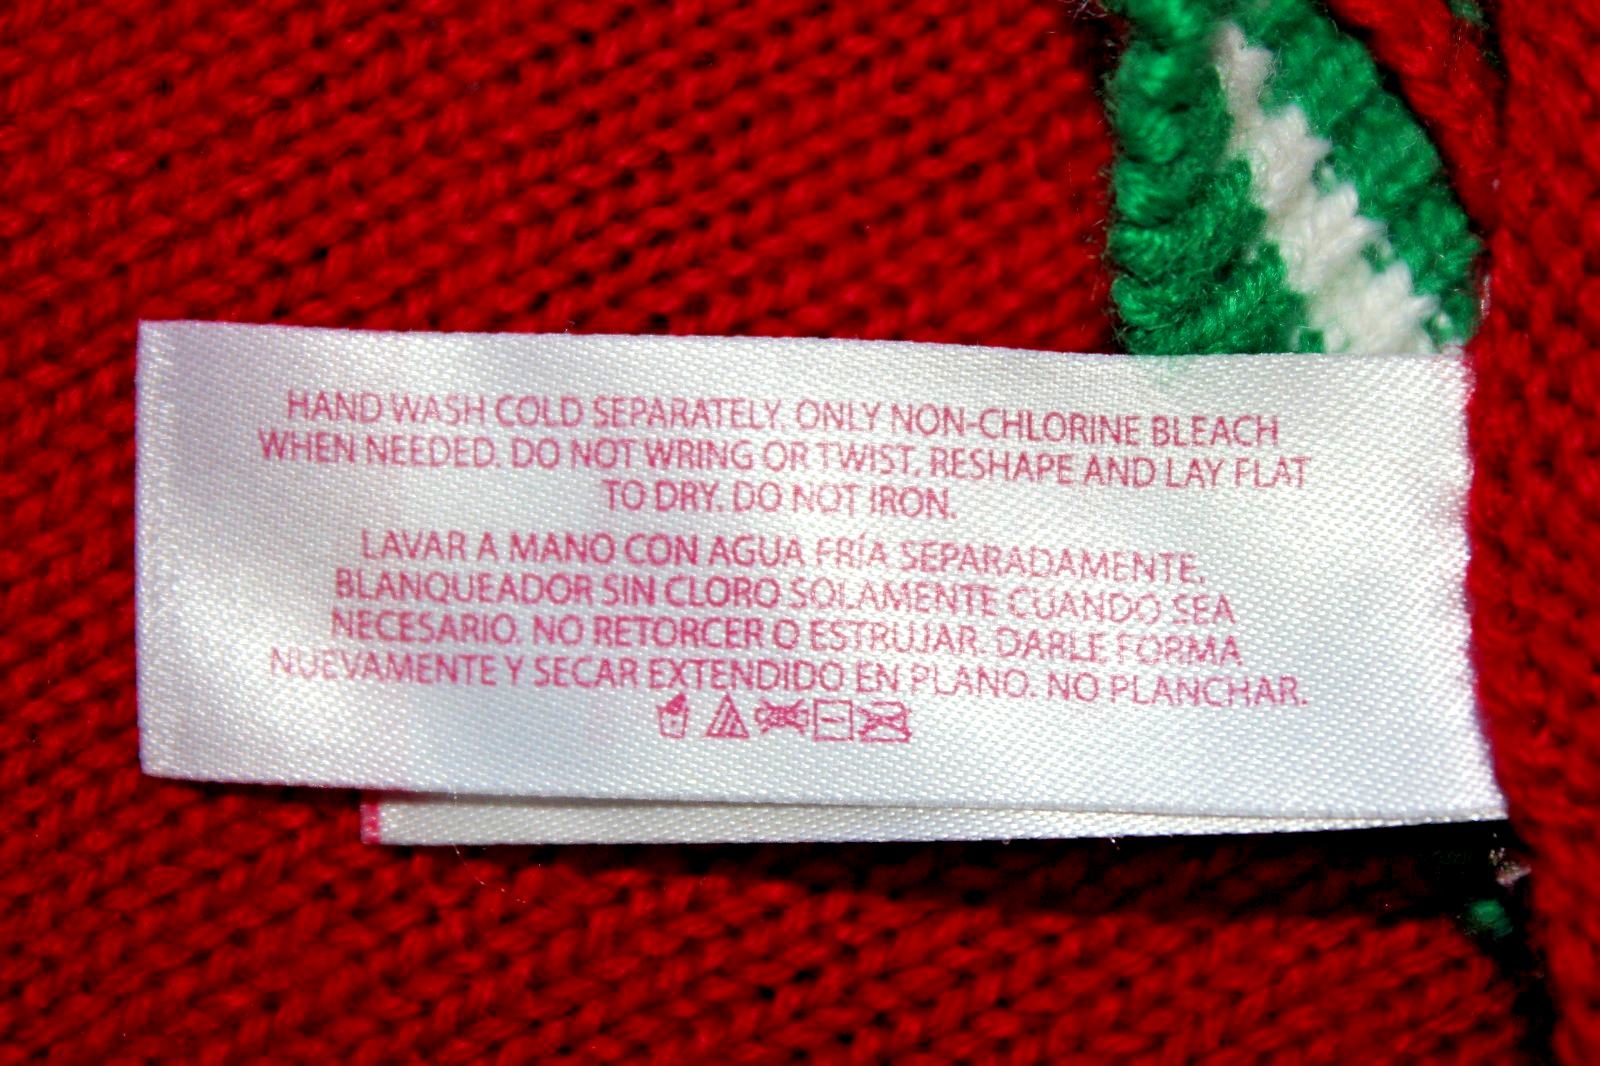 HAND WASH COLD SEPARATELY. ONLY NON-CHLORINE BLEACH
WHEN NEEDED. DO NOT WRING OR TWIST. RESHAPE AND LAY FLAT
TO DRY. DO NOT IRON.
LAVAR A MANO CON AGUA FRÍA SEPARADAMENTE.
BLANQUEADOR SIN CLORO SOLAMENTE CUANDO SEA
NECESARIO. NO RETORCER O ESTRUJAR. DARLE FORMA
NUEVAMENTE Y SECAR EXTENDIDO EN PLANO. NO PLANCHAR.